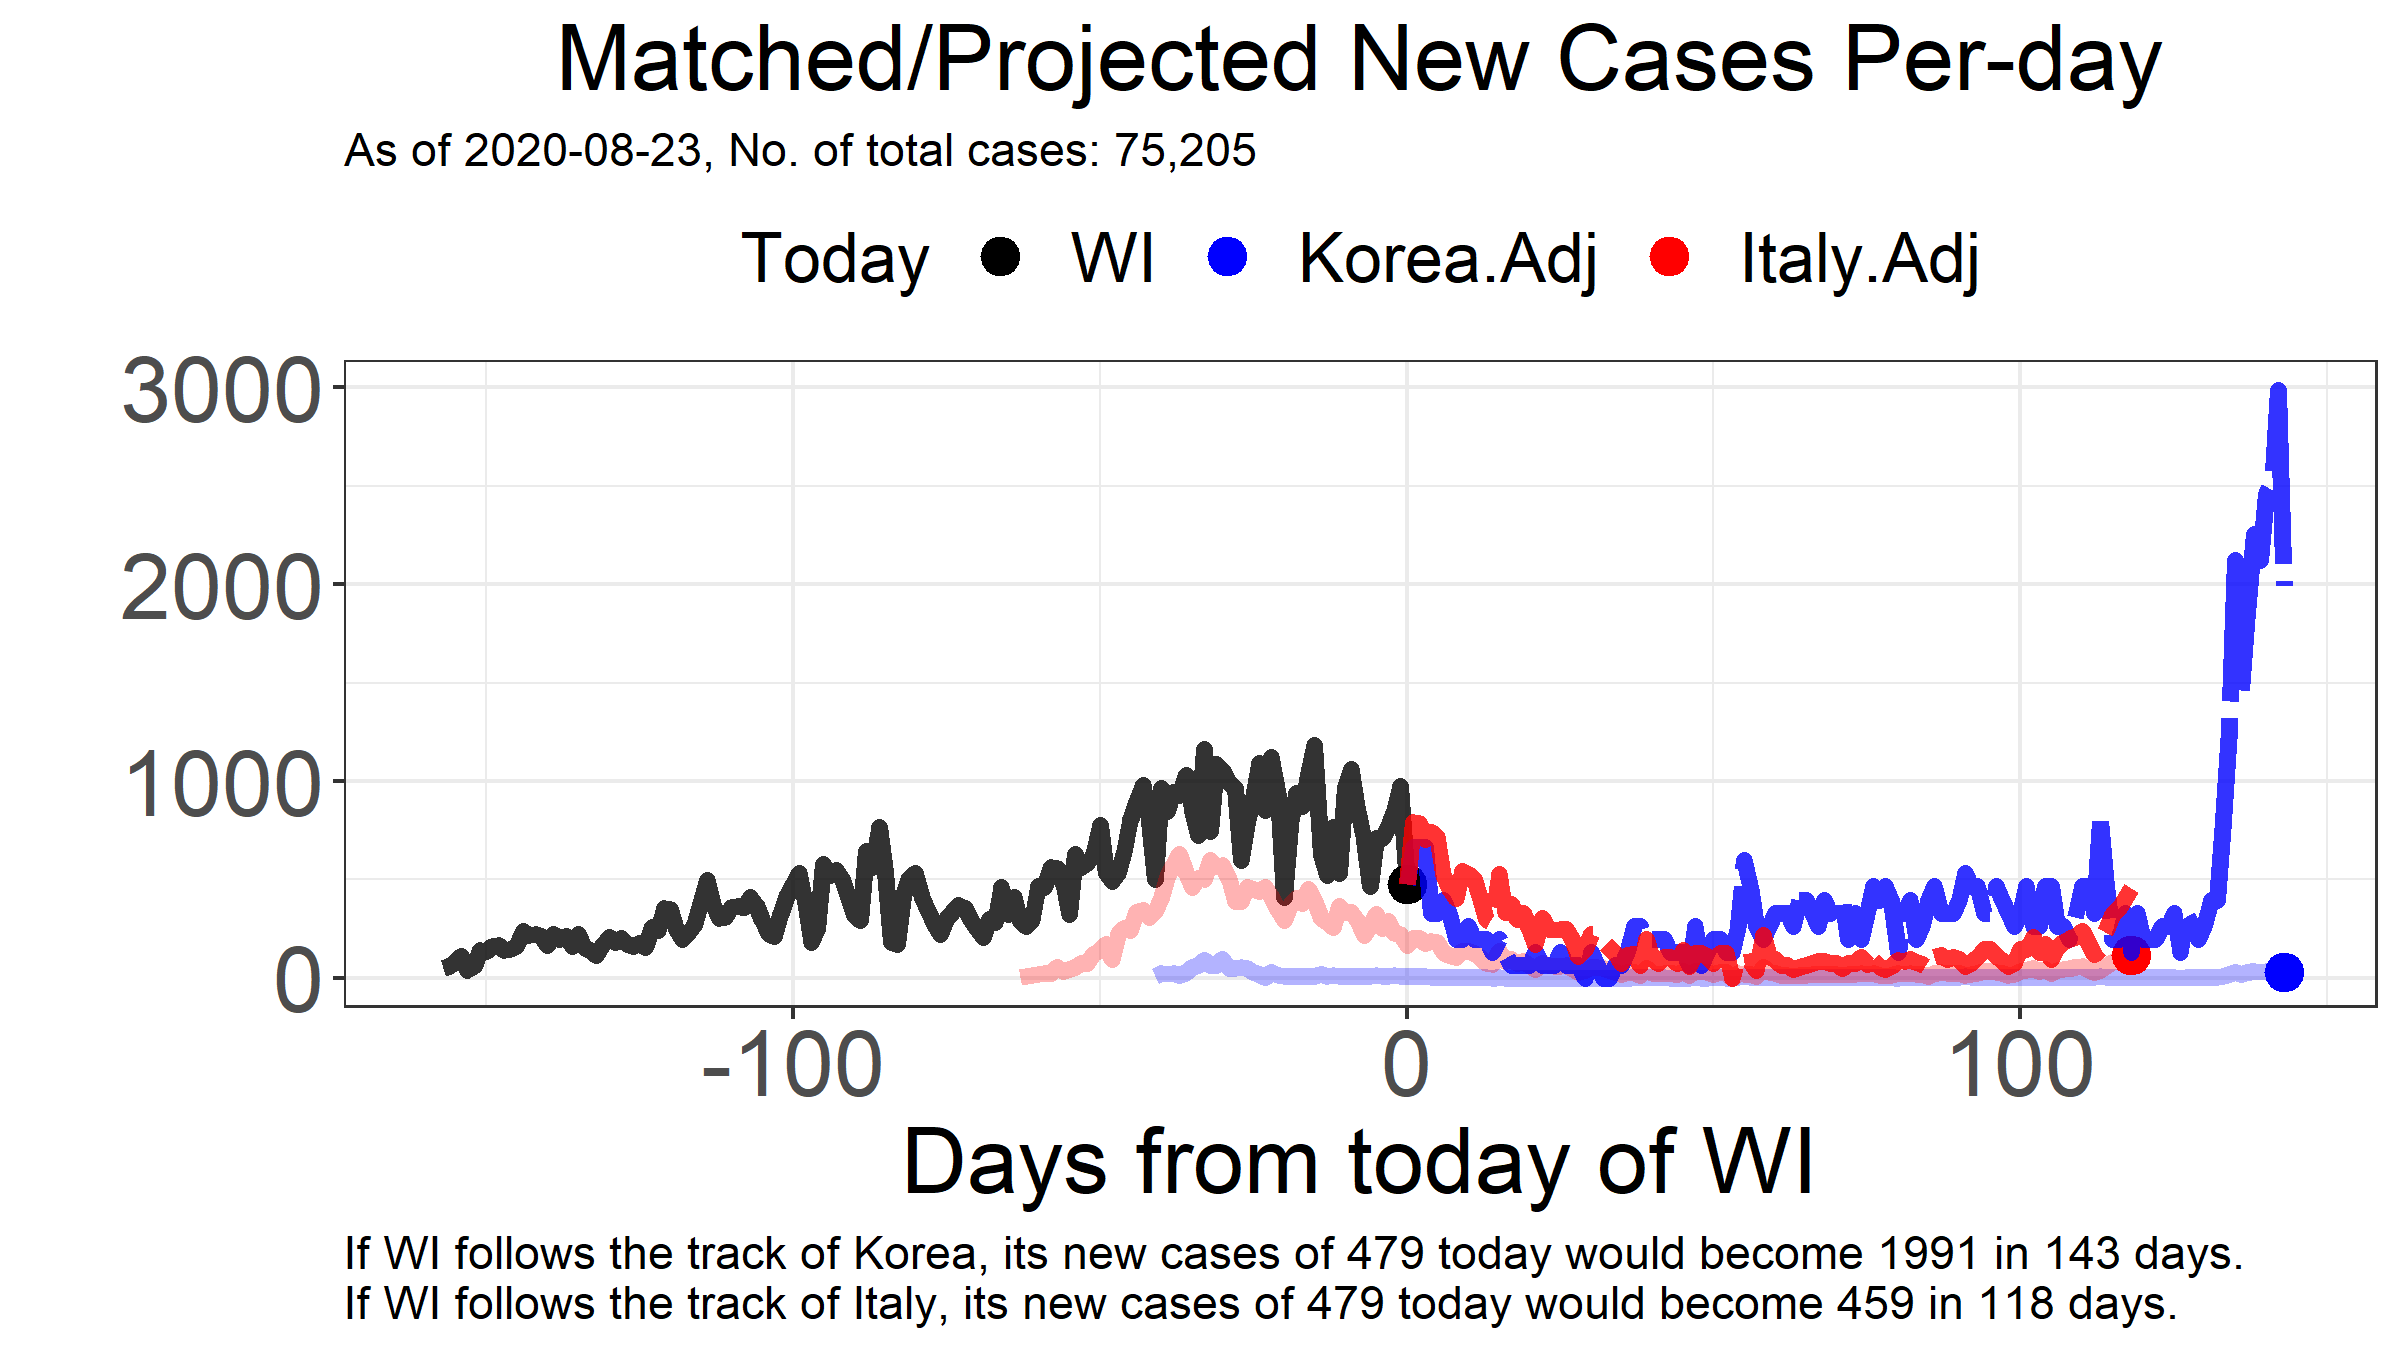 Matched/Projected New Cases Per-day
As of 2020-08-23, No. of total cases: 75,205
Today WI Korea.Adj Italy.Adj
3000
2000
1000
0
-100 0 100
Days from today of WI
If WI follows the track of Korea, its new cases of 479 today would become 1991 in 143 days.
If WI follows the track of Italy, its new cases of 479 today would become 459 in 118 days.